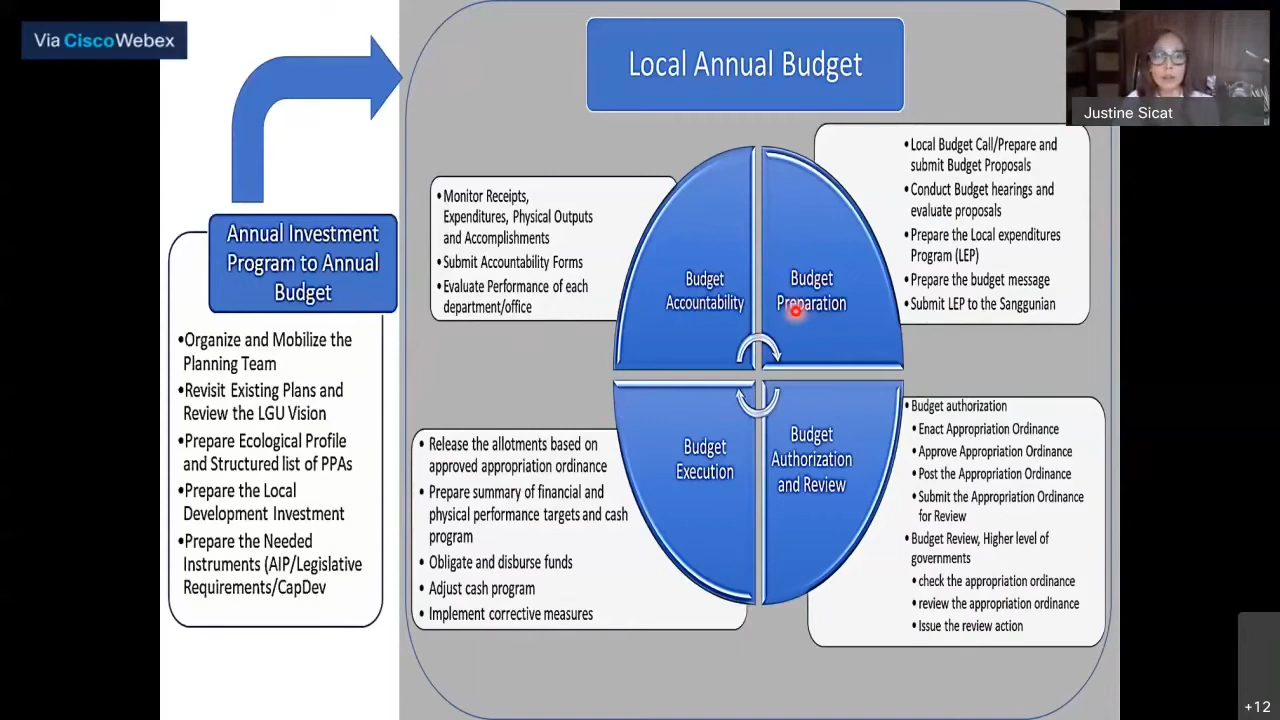 Via CiscoWebex
Local Annual Budget
Justine Sicat
Annual Investment
Program to Annual
Budget
•Organize and Mobilize the
Planning Team
•Revisit Existing Plans and
Review the LGU Vision
•Prepare Ecological Profile
and Structured list of PPAs
•Prepare the Local
Development Investment
•Prepare the Needed
Instruments (AIP/Legislative
Requirements/CapDev
•Monitor Receipts,
Expenditures, Physical Outputs
and Accomplishments
•Submit Accountability Forms
•Evaluate Performance of each
department/office
Budget
Accountability
Budget
Preparation
•Local Budget Call/Prepare and
submit Budget Proposals
•Conduct Budget hearings and
evaluate proposals
•Prepare the Local expenditures
Program (LEP)
•Prepare the budget message
•Submit LEP to the Sanggunian
• Release the allotments based on
approved appropriation ordinance
• Prepare summary of financial and
physical performance targets and cash
program
• Obligate and disburse funds
• Adjust cash program
• Implement corrective measures
Budget
Execution
Budget
Authorization
and Review
•Budget authorization
•Enact Appropriation Ordinance
•Approve Appropriation Ordinance
•Post the Appropriation Ordinance
•Submit the Appropriation Ordinance
for Review
•Budget Review, Higher level of
governments
•check the appropriation ordinance
•review the appropriation ordinance
•Issue the review action
+12